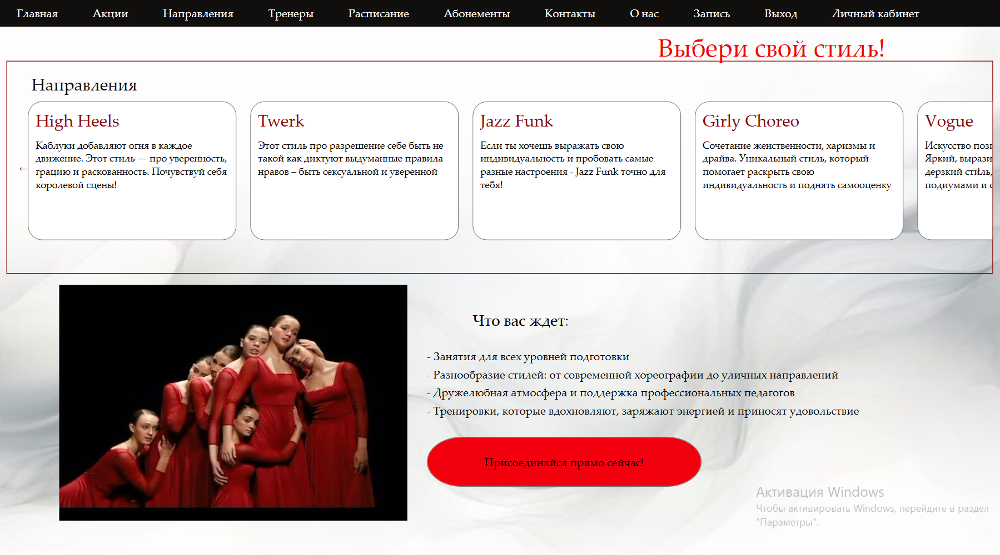 Главная Акции Направления Тренеры Расписание Абонементы Контакты О нас Запись Выход Личный кабинет
Выбери свой стиль!
Направления
High Heels
Каблуки добавляют огня в каждое
движение. Этот стиль — про уверенность,
грацию и раскованность. Почувствуй себя
королевой сцены!
Twerk
Этот стиль про разрешение себе быть не
такой как диктуют выдуманные правила
нравов – быть сексуальной и уверенной
Jazz Funk
Если ты хочешь выражать свою
индивидуальность и пробовать самые
разные настроения - Jazz Funk точно для
тебя!
Girly Choreo
Сочетание женственности, харизмы и
драйва. Уникальный стиль, который
помогает раскрыть свою
индивидуальность и поднять самооценку
Vogue
Искусство
Яркий,
дерзкий стиль,
подиумами и
←
→
Что вас ждет:
- Занятия для всех уровней подготовки
- Разнообразие стилей: от современной хореографии до уличных направлений
- Дружелюбная атмосфера и поддержка профессиональных педагогов
- Тренировки, которые вдохновляют, заряжают энергией и приносят удовольствие
Присоединяйся прямо сейчас!
Активация Windows
Чтобы активировать Windows, перейдите в раздел
"Параметры".